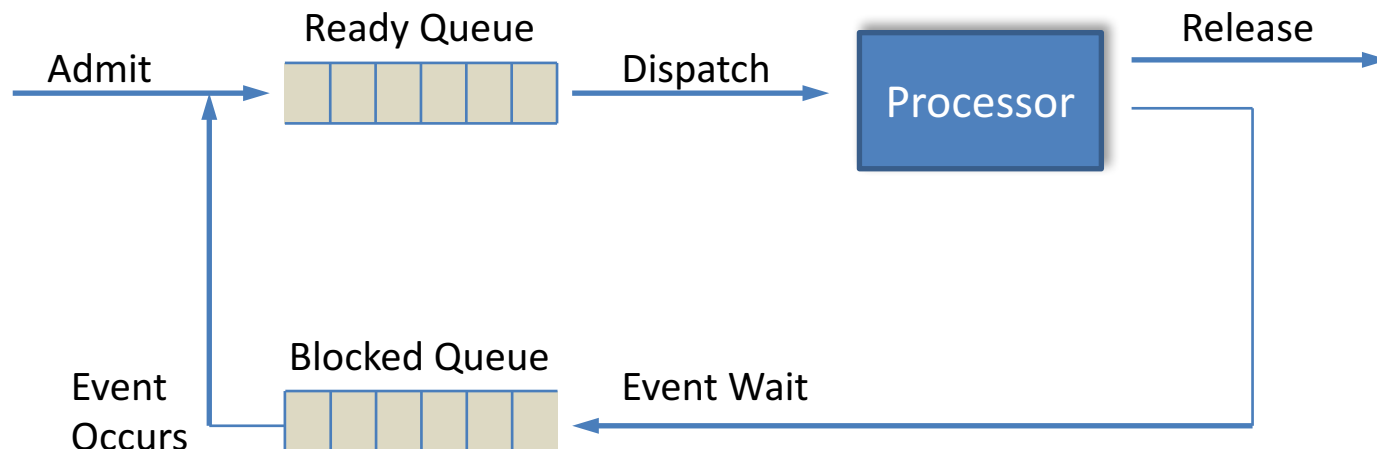 Ready Queue
Release
Admit
Dispatch
Processor
Blocked Queue
Event
Occurs
Event Wait